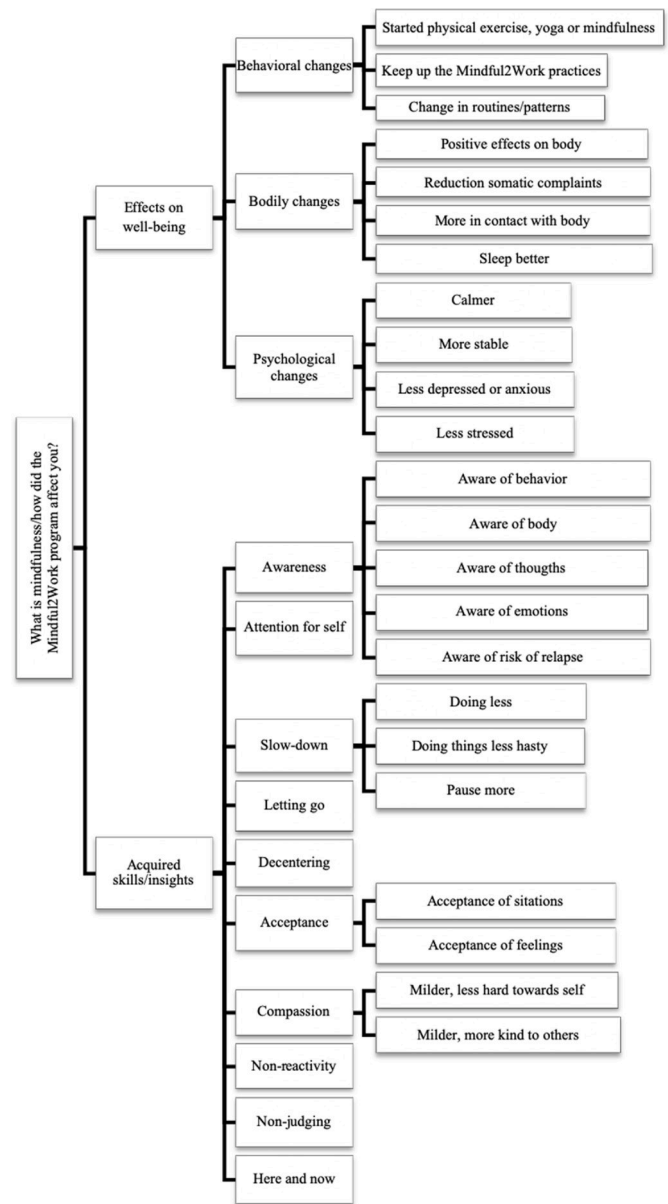 What is mindfulness/how did the
Mindful2Work program affect you?
Effects on
well-being
Behavioral changes
Started physical exercise, yoga or mindfulness
Keep up the Mindful2Work practices
Change in routines/patterns
Bodily changes
Positive effects on body
Reduction somatic complaints
More in contact with body
Sleep better
Psychological
changes
Calmer
More stable
Less depressed or anxious
Less stressed
Acquired
skills/insights
Awareness
Aware of behavior
Aware of body
Aware of thougths
Aware of emotions
Aware of risk of relapse
Attention for self
Slow-down
Doing less
Doing things less hasty
Pause more
Letting go
Decentering
Acceptance
Acceptance of sitations
Acceptance of feelings
Compassion
Milder, less hard towards self
Milder, more kind to others
Non-reactivity
Non-judging
Here and now